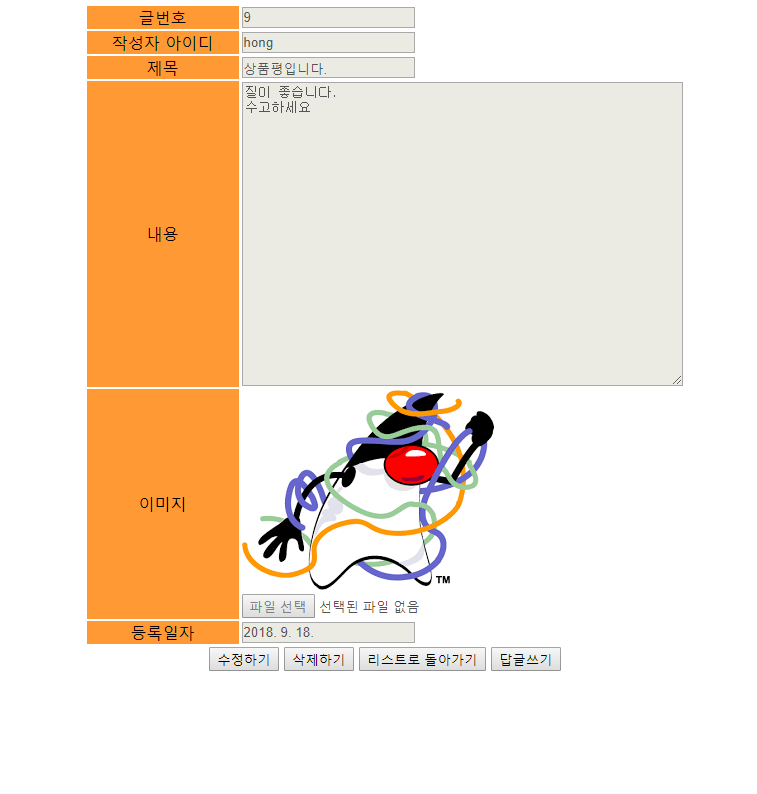 글번호 9
작성자 아이디 hong
제목 상품평입니다.
내용 질이 좋습니다.
수고하세요
이미지
TM
파일 선택 선택된 파일 없음
등록일자 2018. 9. 18.
수정하기 삭제하기 리스트로 돌아가기 답글쓰기